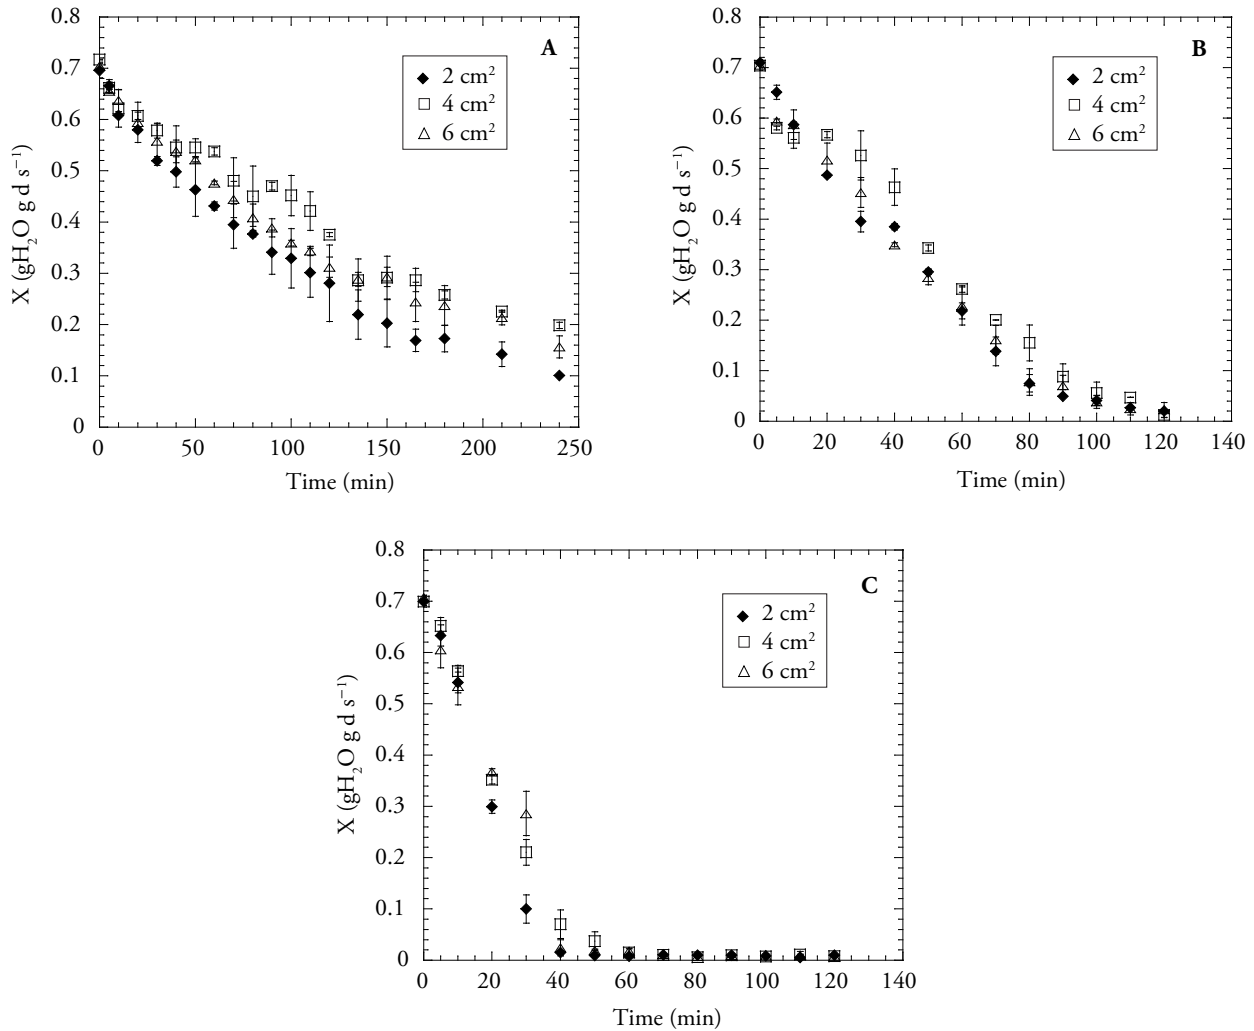 A
2 cm²
4 cm²
6 cm²
X (gH₂O g d s⁻¹)
0.8
0.7
0.6
0.5
0.4
0.3
0.2
0.1
0
0 50 100 150 200 250
Time (min)
B
2 cm²
4 cm²
6 cm²
X (gH₂O g d s⁻¹)
0.8
0.7
0.6
0.5
0.4
0.3
0.2
0.1
0
0 20 40 60 80 100 120 140
Time (min)
C
2 cm²
4 cm²
6 cm²
X (gH₂O g d s⁻¹)
0.8
0.7
0.6
0.5
0.4
0.3
0.2
0.1
0
0 20 40 60 80 100 120 140
Time (min)